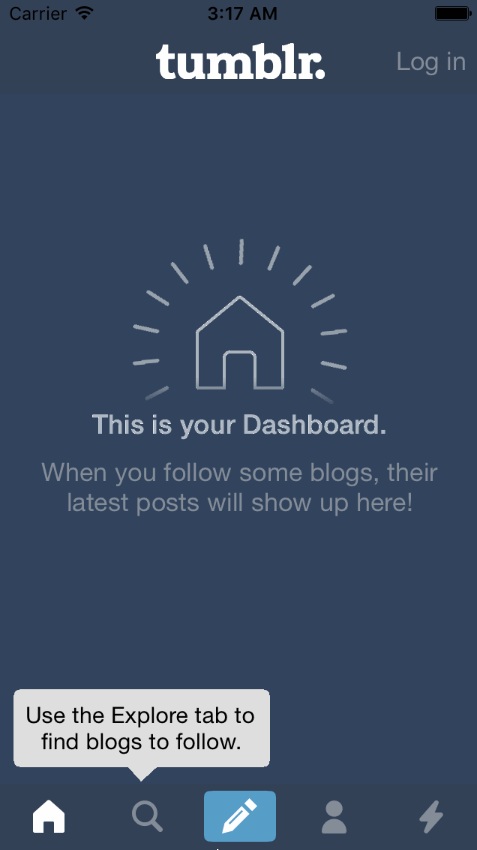 Carrier 3:17 AM
tumblr.
Log in
This is your Dashboard.
When you follow some blogs, their
latest posts will show up here!
Use the Explore tab to
find blogs to follow.